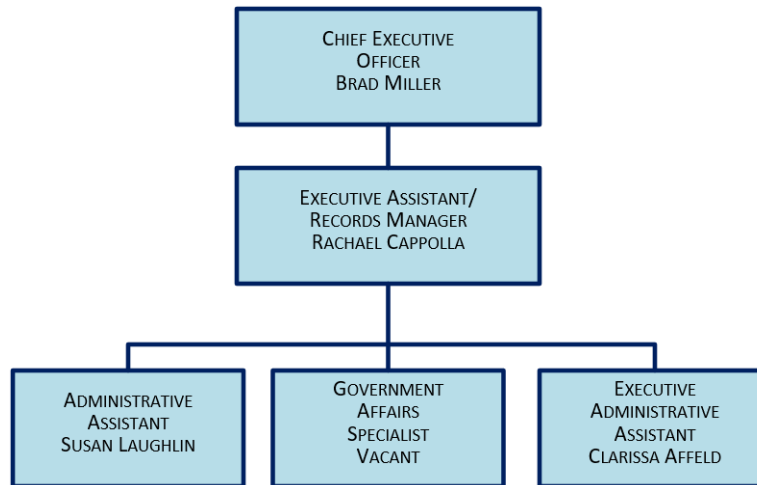 Chief Executive
Officer
Brad Miller
Executive Assistant/
Records Manager
Rachael Cappolla
Administrative
Assistant
Susan Laughlin
Government
Affairs
Specialist
Vacant
Executive
Administrative
Assistant
Clarissa Affeld